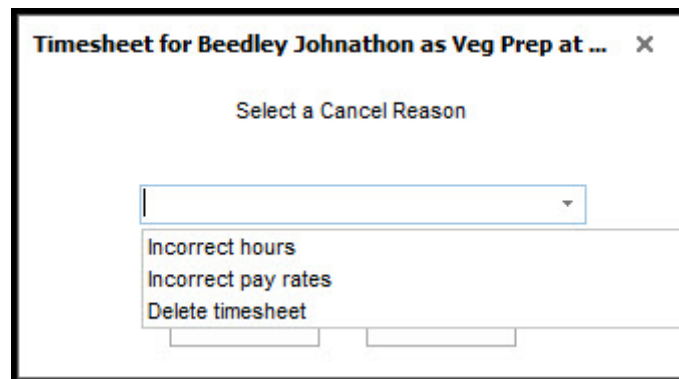 Timesheet for Beedley Johnathon as Veg Prep at ...
Select a Cancel Reason
Incorrect hours
Incorrect pay rates
Delete timesheet